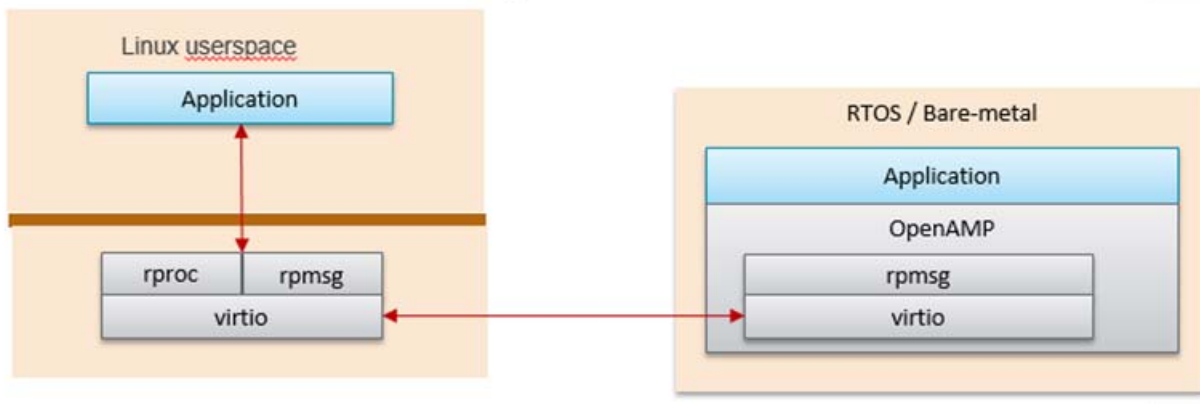 Linux userspace
Application
rproc
rpmsg
virtio
RTOS / Bare-metal
Application
OpenAMP
rpmsg
virtio